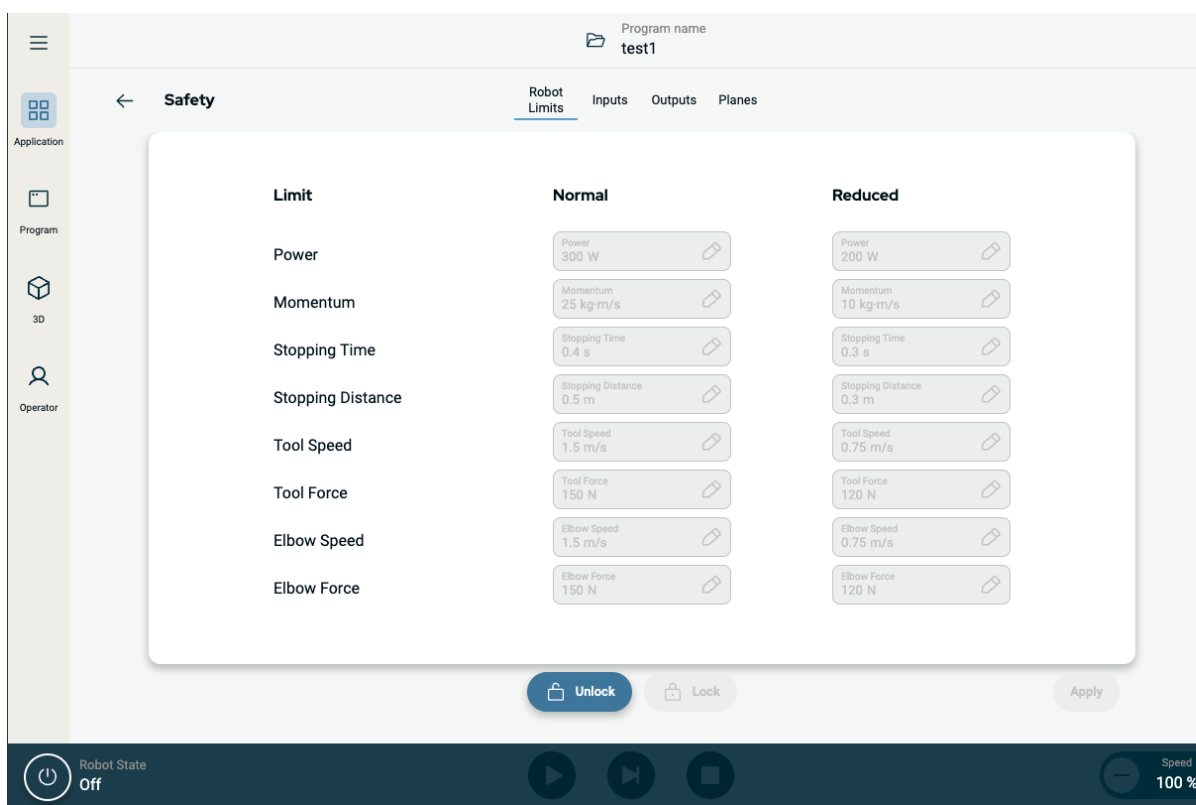 Program name
test1
Safety
Robot
Limits
Inputs
Outputs
Planes
Application
Program
3D
Operator
Limit
Normal
Reduced
Power
Power
300 W
Power
200 W
Momentum
Momentum
25 kg·m/s
Momentum
10 kg·m/s
Stopping Time
Stopping Time
0.4 s
Stopping Time
0.3 s
Stopping Distance
Stopping Distance
0.5 m
Stopping Distance
0.3 m
Tool Speed
Tool Speed
1.5 m/s
Tool Speed
0.75 m/s
Tool Force
Tool Force
150 N
Tool Force
120 N
Elbow Speed
Elbow Speed
1.5 m/s
Elbow Speed
0.75 m/s
Elbow Force
Elbow Force
150 N
Elbow Force
120 N
Unlock
Lock
Apply
Robot State
Off
Speed
100 %